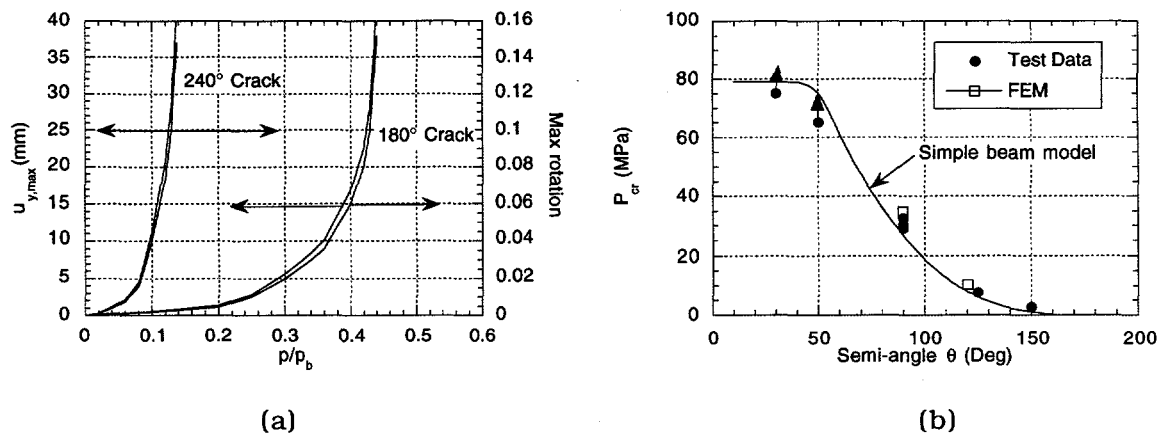 40
35
30
25
20
15
10
5
0
u_y,max (mm)
240° Crack
180° Crack
0.16
0.14
0.12
0.1
0.08
0.06
0.04
0.02
0
Max rotation
0 0.1 0.2 0.3 0.4 0.5 0.6
p/p_b
(a)
100
80
60
40
20
0
P_cr (MPa)
Test Data
FEM
Simple beam model
0 50 100 150 200
Semi-angle θ (Deg)
(b)